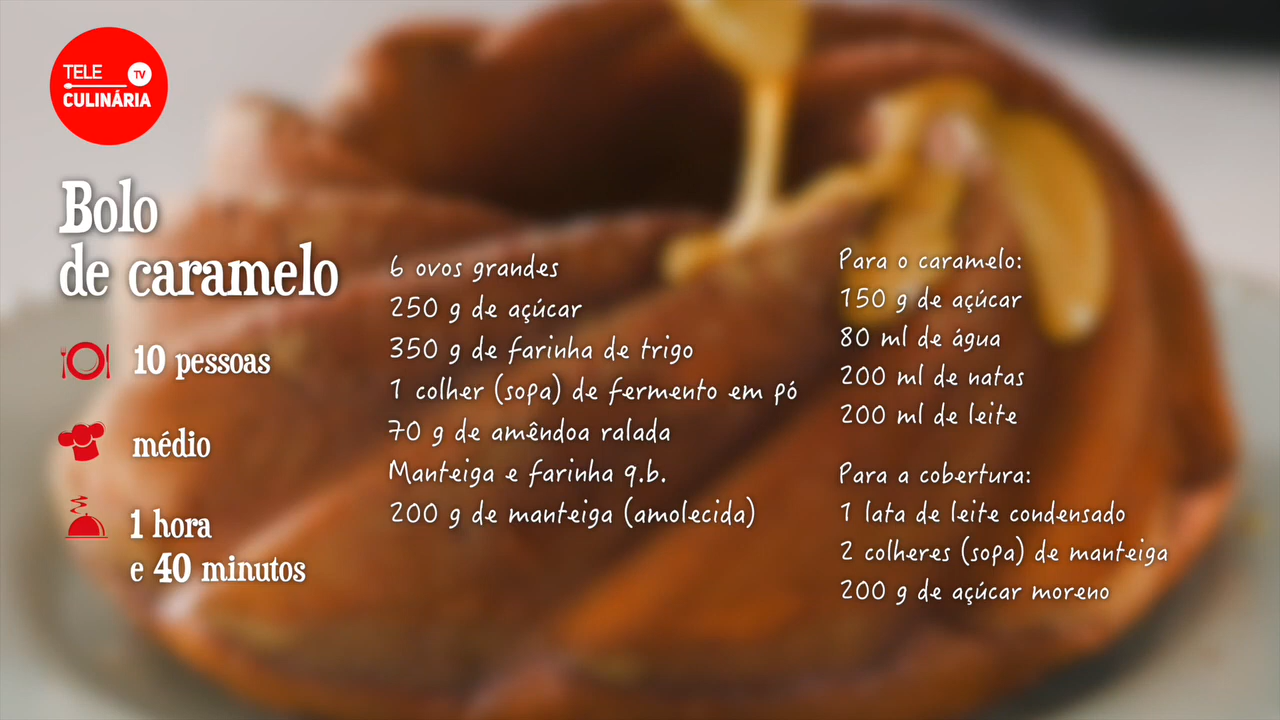 TELE
TV
CULINÁRIA
Bolo
de caramelo
10 pessoas
médio
1 hora
e 40 minutos
6 ovos grandes
250 g de açúcar
350 g de farinha de trigo
1 colher (sopa) de fermento em pó
70 g de amêndoa ralada
Manteiga e farinha q.b.
200 g de manteiga (amolecida)
Para o caramelo:
150 g de açúcar
80 ml de água
200 ml de natas
200 ml de leite
Para a cobertura:
1 lata de leite condensado
2 colheres (sopa) de manteiga
200 g de açúcar moreno